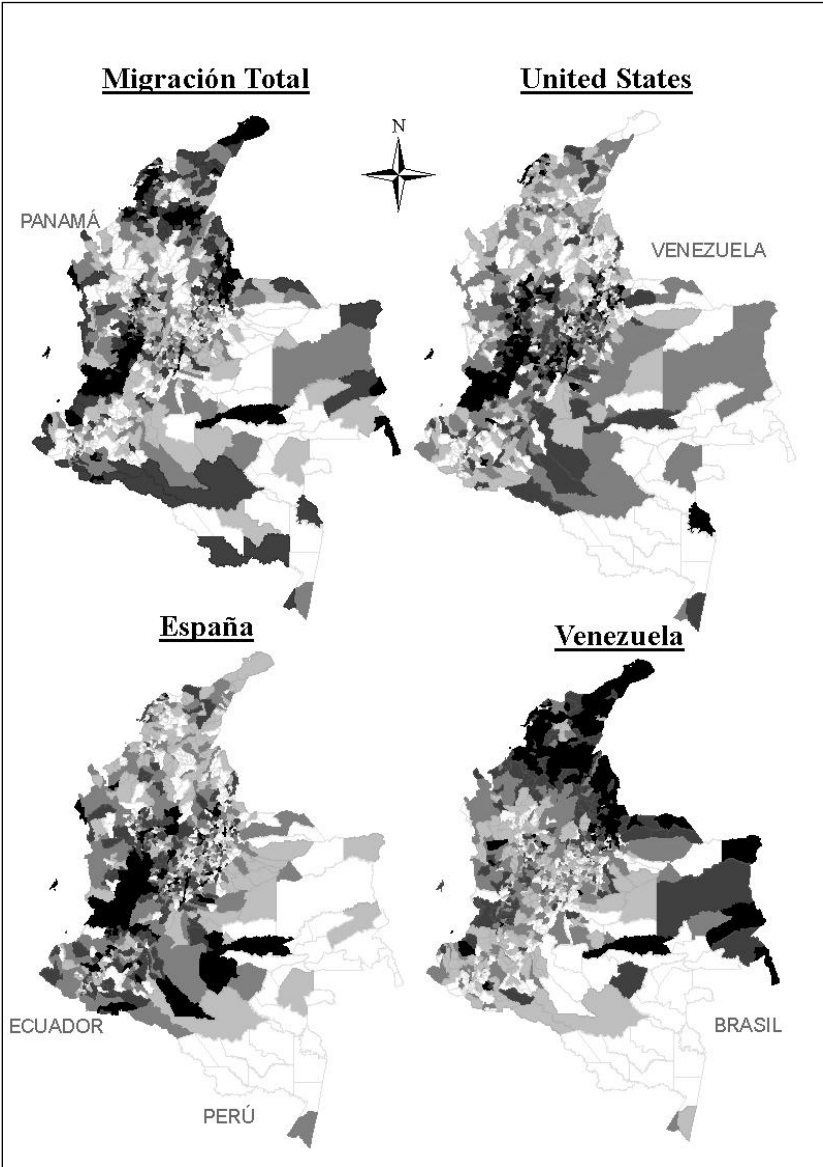 Migración Total
United States
N
PANAMÁ
VENEZUELA
España
Venezuela
ECUADOR
BRASIL
PERÚ